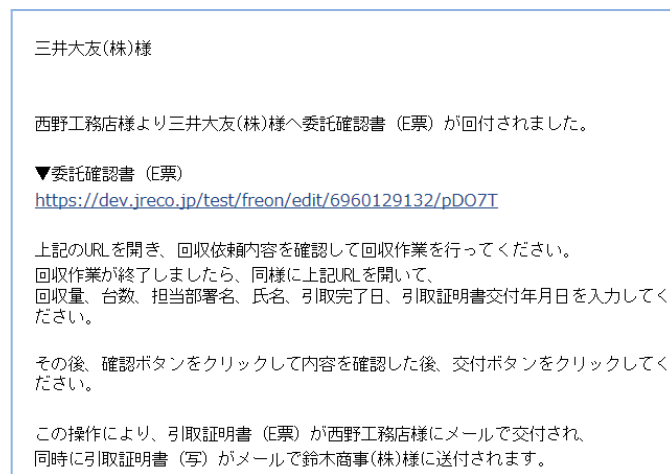 三井大友(株)様
西野工務店様より三井大友(株)様へ委託確認書（E票）が回付されました。
▼委託確認書（E票）
https://dev.jreco.jp/test/freon/edit/6960129132/pDO7T
上記のURLを開き、回収依頼内容を確認して回収作業を行ってください。
回収作業が終了しましたら、同様に上記URLを開いて、
回収量、台数、担当部署名、氏名、引取完了日、引取証明書交付年月日を入力してく
ださい。
その後、確認ボタンをクリックして内容を確認した後、交付ボタンをクリックしてく
ださい。
この操作により、引取証明書（E票）が西野工務店様にメールで交付され、
同時に引取証明書（写）がメールで鈴木商事(株)様に送付されます。